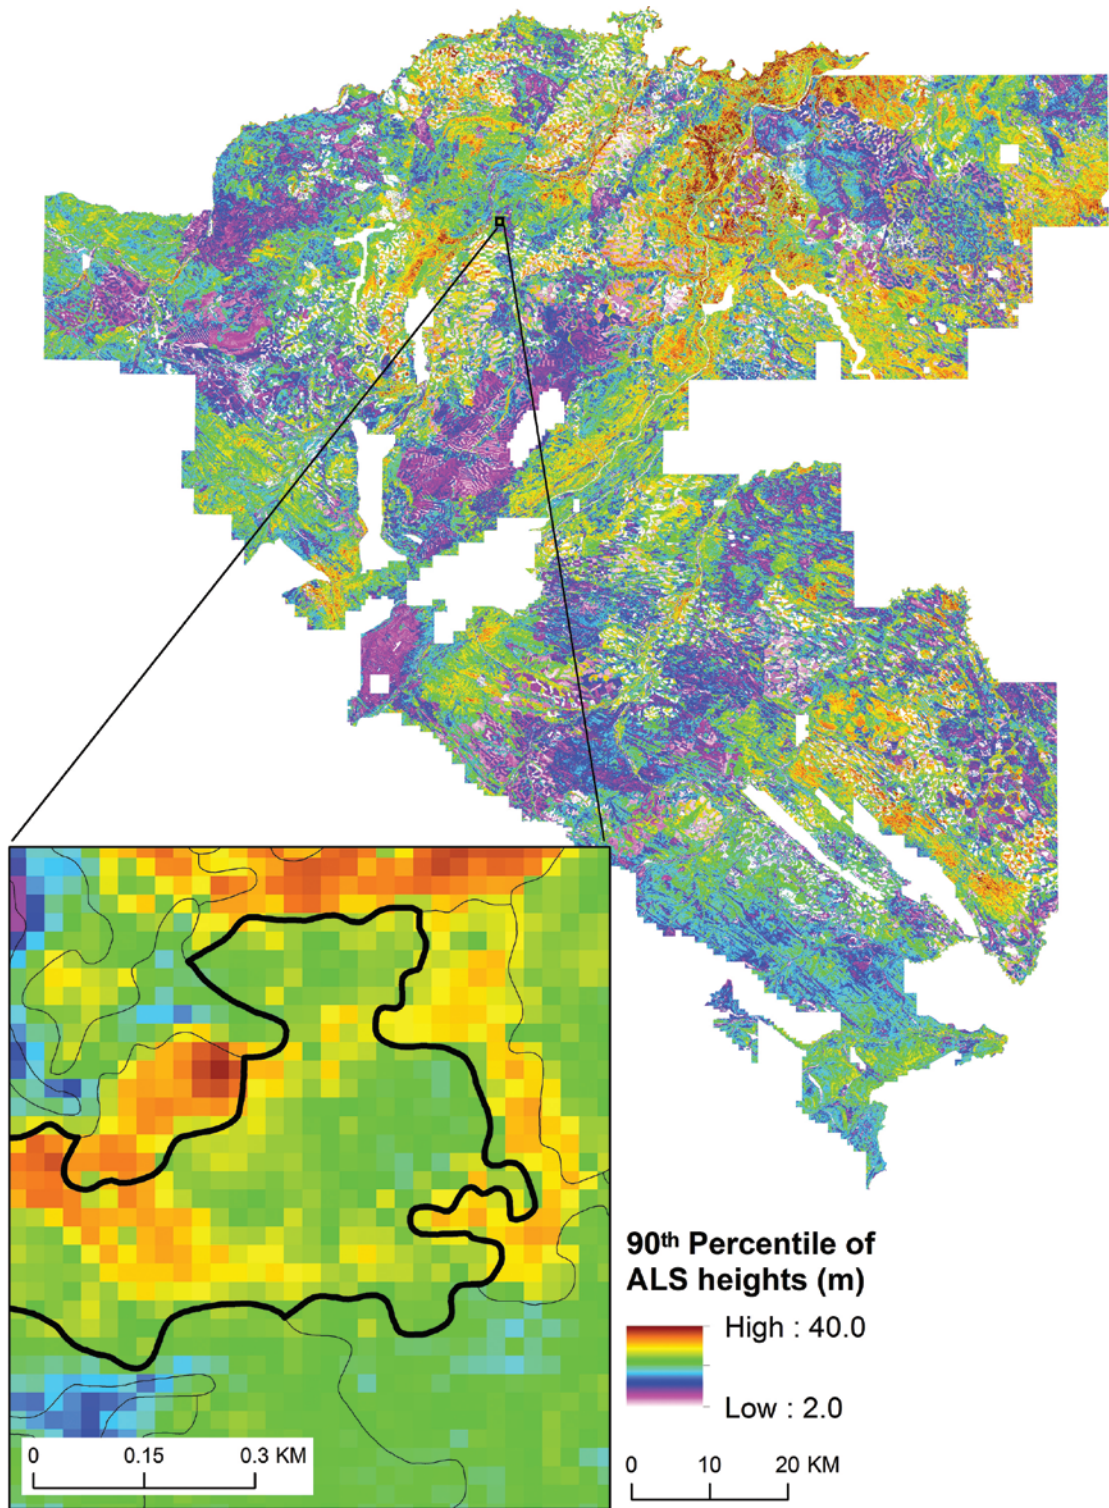 90th Percentile of
ALS heights (m)
High : 40.0
Low : 2.0
0 0.15 0.3 KM
0 10 20 KM